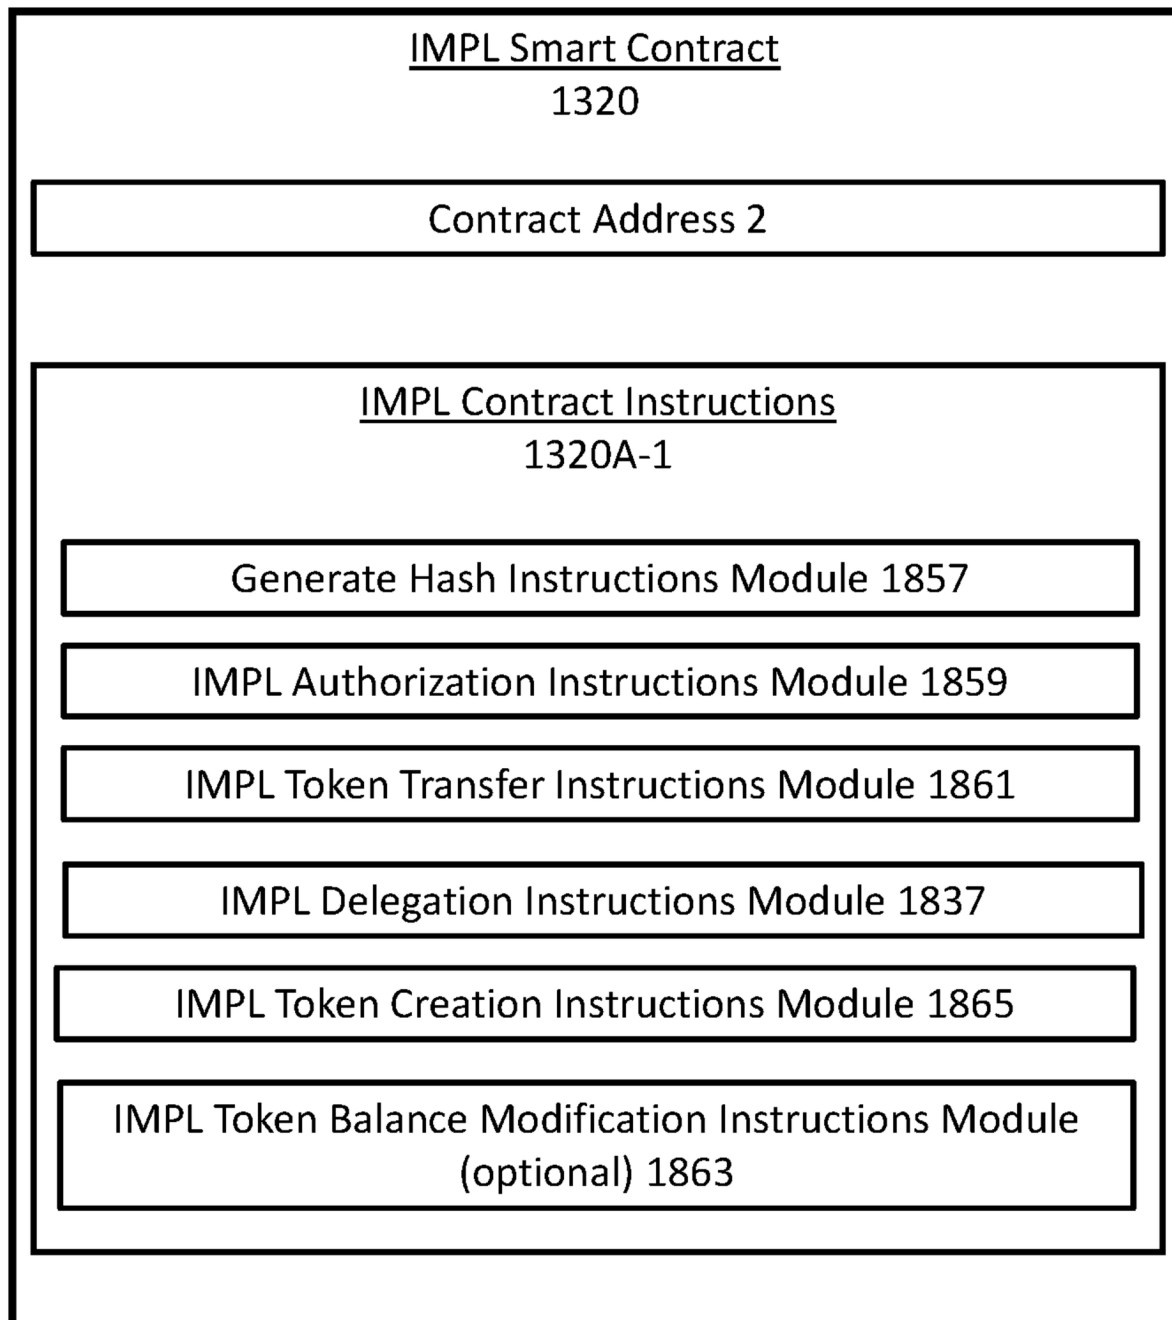 IMPL Smart Contract
1320
Contract Address 2
IMPL Contract Instructions
1320A-1
Generate Hash Instructions Module 1857
IMPL Authorization Instructions Module 1859
IMPL Token Transfer Instructions Module 1861
IMPL Delegation Instructions Module 1837
IMPL Token Creation Instructions Module 1865
IMPL Token Balance Modification Instructions Module
(optional) 1863